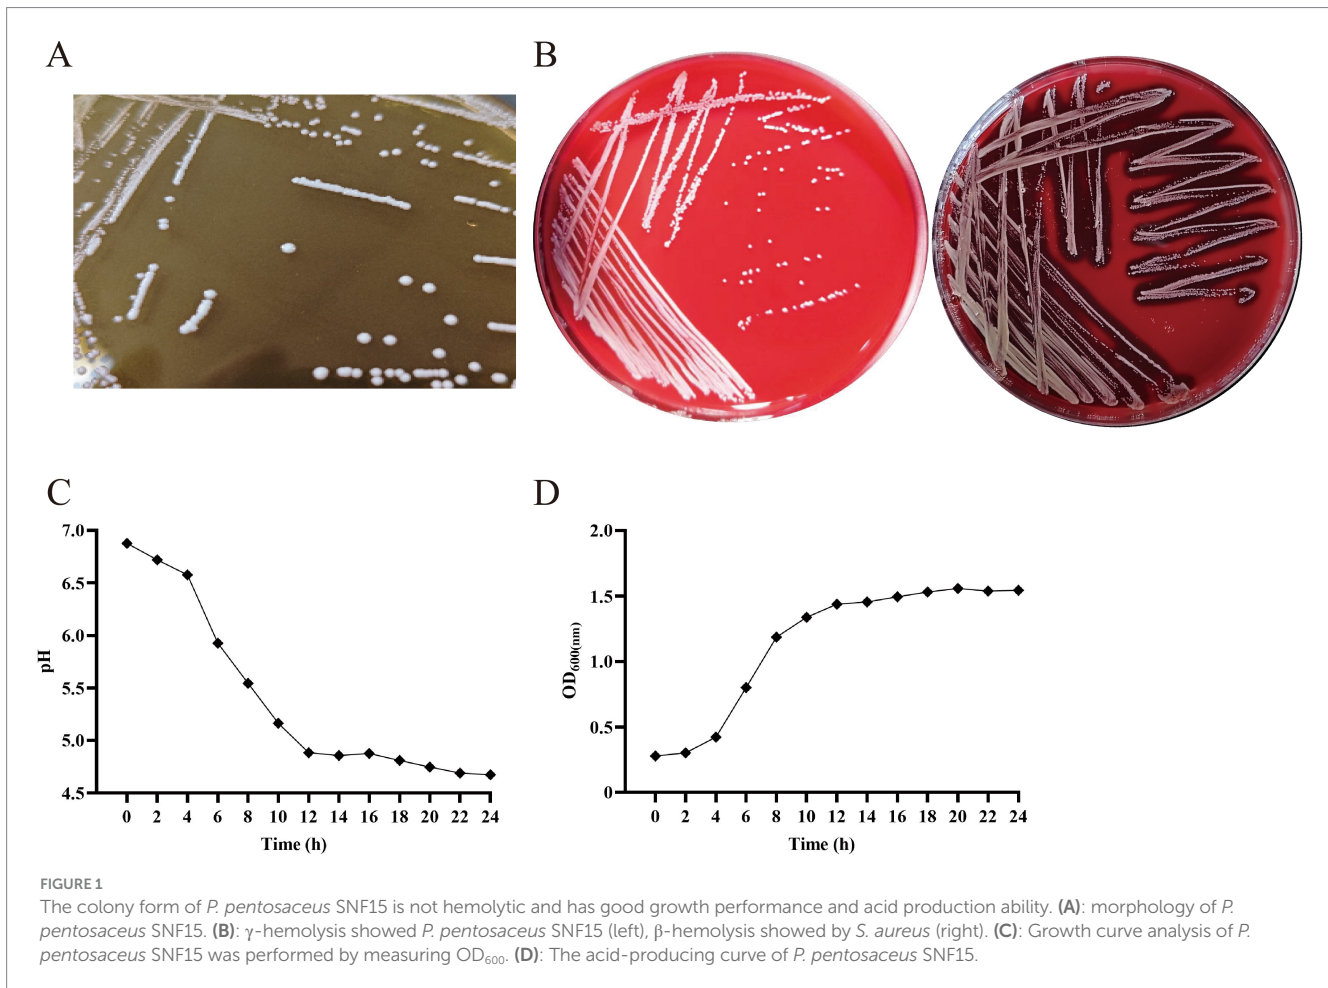 A
B
C
D
7.0
6.5
6.0
5.5
5.0
4.5
pH
0 2 4 6 8 10 12 14 16 18 20 22 24
Time (h)
2.0
1.5
1.0
0.5
0
OD600(nm)
0 2 4 6 8 10 12 14 16 18 20 22 24
Time (h)
FIGURE 1
The colony form of P. pentosaceus SNF15 is not hemolytic and has good growth performance and acid production ability. (A): morphology of P.
pentosaceus SNF15. (B): γ-hemolysis showed P. pentosaceus SNF15 (left), β-hemolysis showed by S. aureus (right). (C): Growth curve analysis of P.
pentosaceus SNF15 was performed by measuring OD600. (D): The acid-producing curve of P. pentosaceus SNF15.